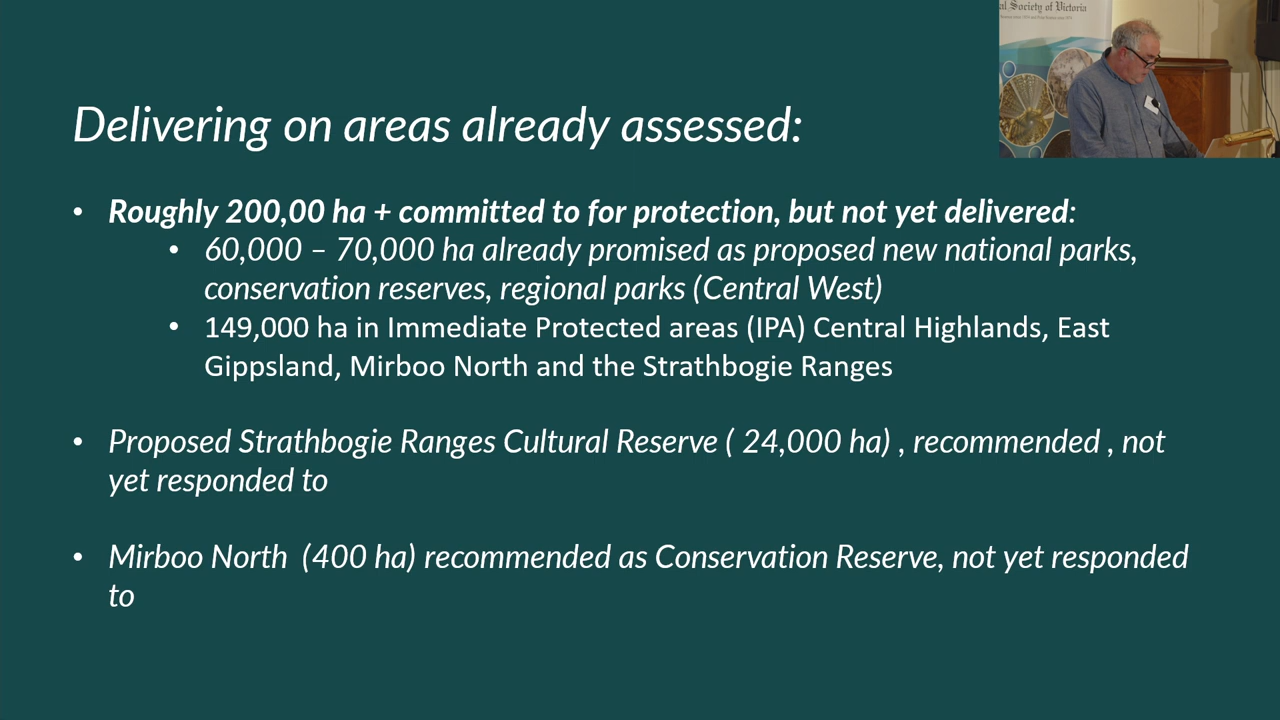 al Society of Victoria
Delivering on areas already assessed:
• Roughly 200,00 ha + committed to for protection, but not yet delivered:
• 60,000 – 70,000 ha already promised as proposed new national parks,
conservation reserves, regional parks (Central West)
• 149,000 ha in Immediate Protected areas (IPA) Central Highlands, East
Gippsland, Mirboo North and the Strathbogie Ranges
• Proposed Strathbogie Ranges Cultural Reserve ( 24,000 ha) , recommended , not
yet responded to
• Mirboo North (400 ha) recommended as Conservation Reserve, not yet responded
to